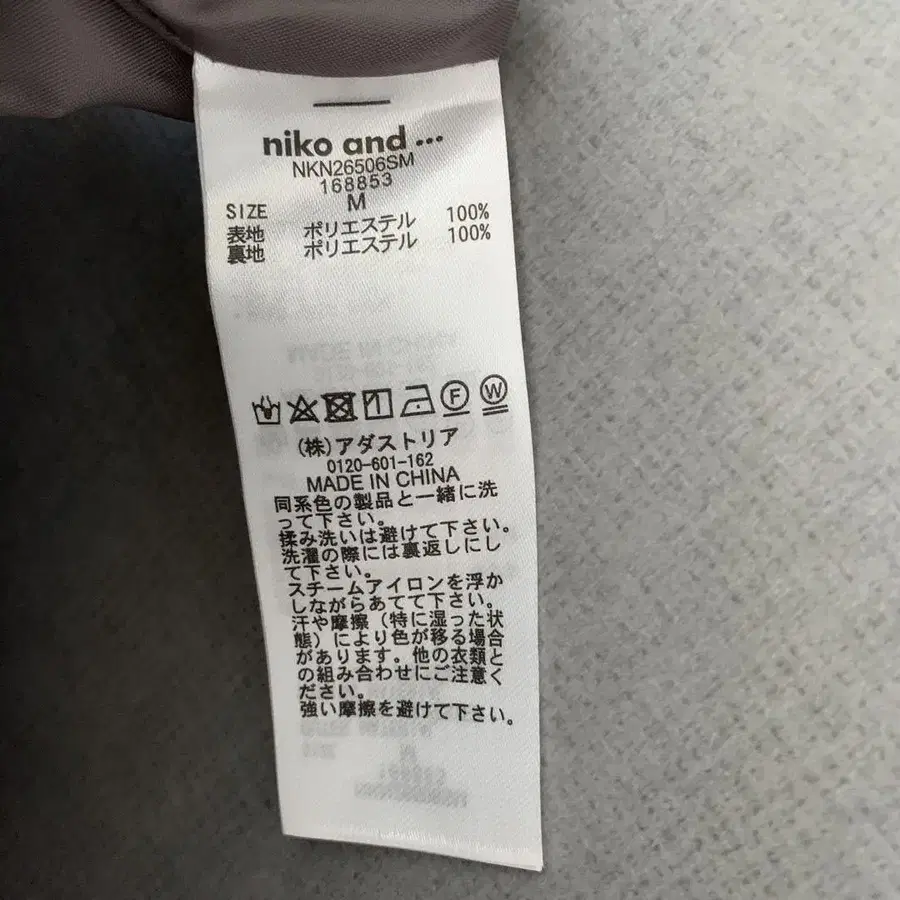 niko and ...
NKN26506SM
168853
SIZE M
表地 ポリエステル 100%
裏地 ポリエステル 100%
F W
(株)アダストリア
0120-601-162
MADE IN CHINA
同系色の製品と一緒に洗
って下さい。
揉み洗いは避けて下さい。
洗濯の際には裏返しにし
て下さい。
スチームアイロンを浮か
しながらあてて下さい。
汗や摩擦（特に湿った状
態）により色が移る場合
があります。他の衣類と
の組み合わせにご注意く
ださい。
強い摩擦を避けて下さい。